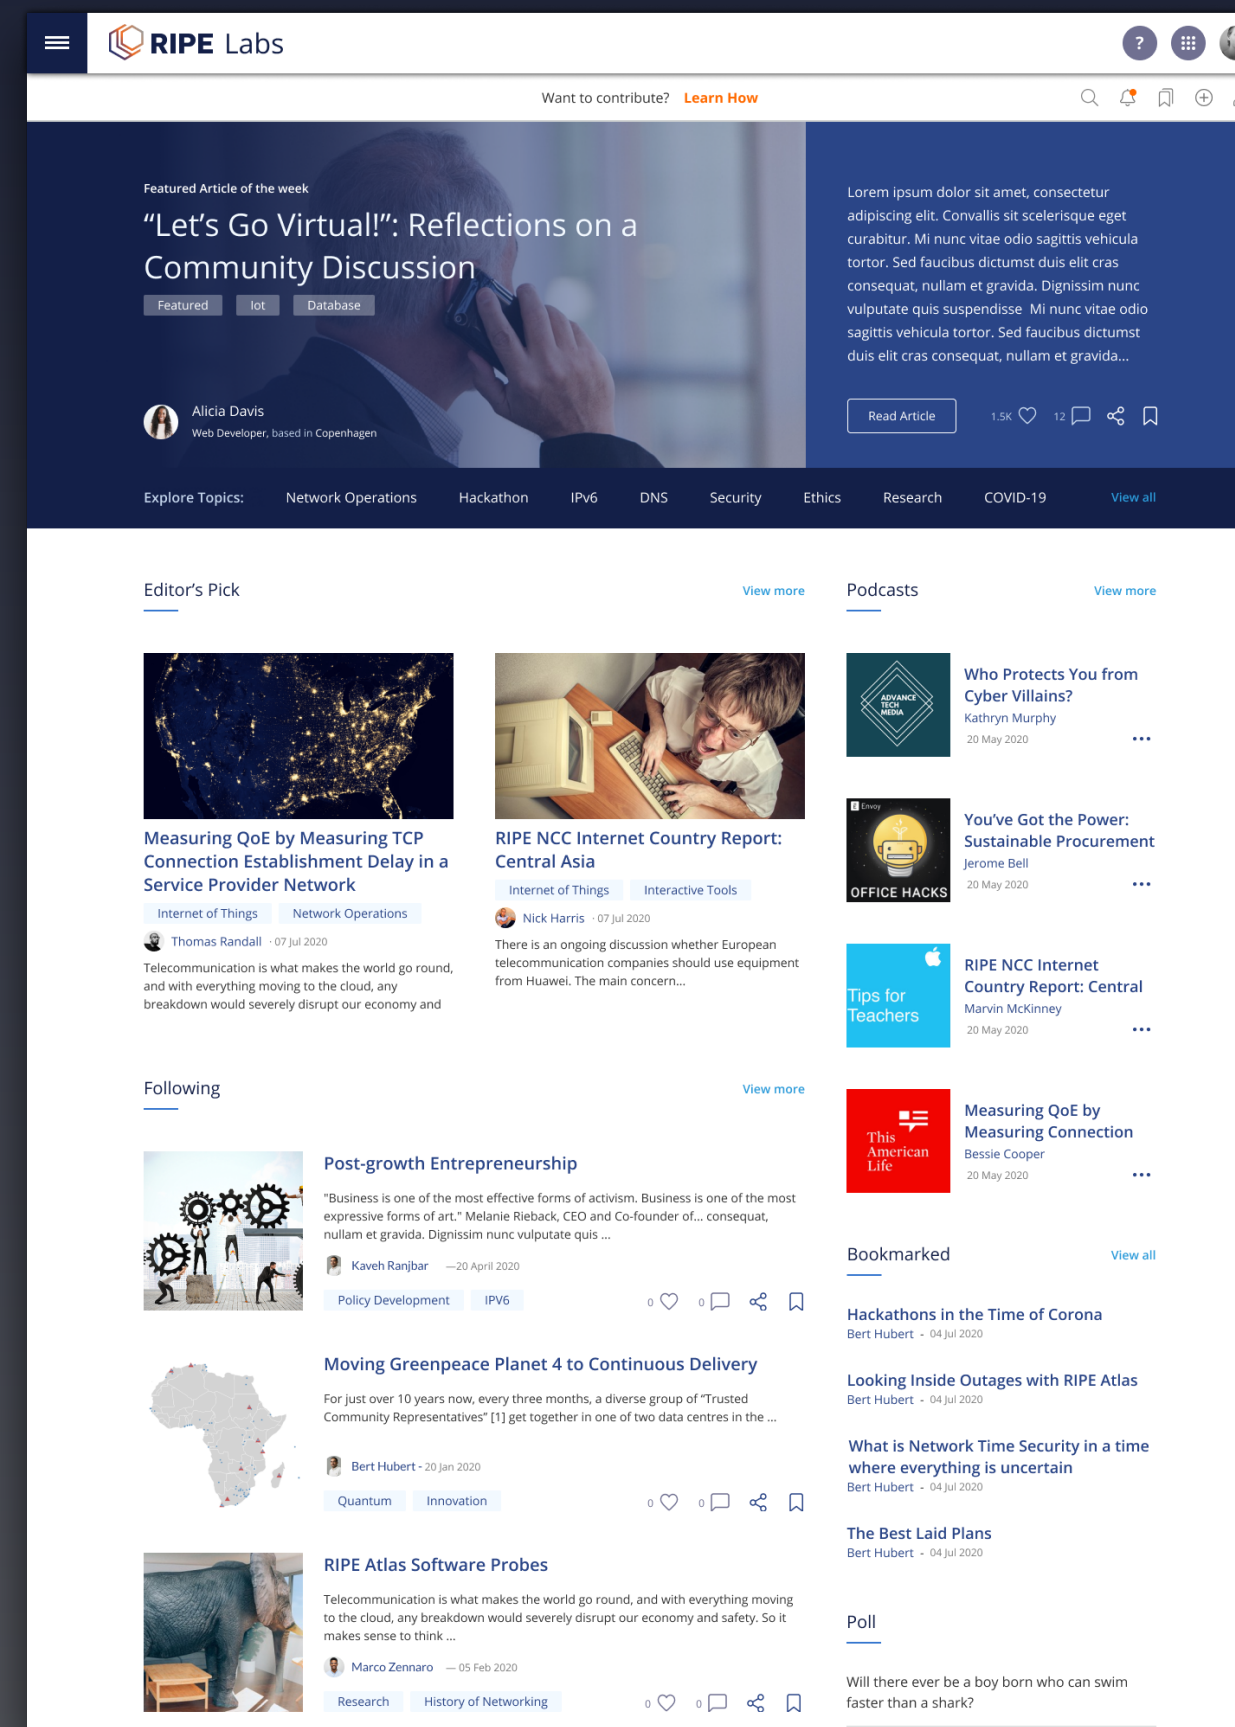 RIPE Labs
?
Want to contribute? Learn How
Featured Article of the week
“Let’s Go Virtual!”: Reflections on a
Community Discussion
Featured Iot Database
Alicia Davis
Web Developer, based in Copenhagen
Lorem ipsum dolor sit amet, consectetur
adipiscing elit. Convallis sit scelerisque eget
curabitur. Mi nunc vitae odio sagittis vehicula
tortor. Sed faucibus dictumst duis elit cras
consequat, nullam et gravida. Dignissim nunc
vulputate quis suspendisse Mi nunc vitae odio
sagittis vehicula tortor. Sed faucibus dictumst
duis elit cras consequat, nullam et gravida...
Read Article 1.5K 12
Explore Topics: Network Operations Hackathon IPv6 DNS Security Ethics Research COVID-19 View all
Editor’s Pick View more
Measuring QoE by Measuring TCP
Connection Establishment Delay in a
Service Provider Network
Internet of Things Network Operations
Thomas Randall · 07 Jul 2020
Telecommunication is what makes the world go round,
and with everything moving to the cloud, any
breakdown would severely disrupt our economy and
RIPE NCC Internet Country Report:
Central Asia
Internet of Things Interactive Tools
Nick Harris · 07 Jul 2020
There is an ongoing discussion whether European
telecommunication companies should use equipment
from Huawei. The main concern...
Following View more
Post-growth Entrepreneurship
"Business is one of the most effective forms of activism. Business is one of the most
expressive forms of art." Melanie Rieback, CEO and Co-founder of... consequat,
nullam et gravida. Dignissim nunc vulputate quis ...
Kaveh Ranjbar —20 April 2020
Policy Development IPV6 0 0
Moving Greenpeace Planet 4 to Continuous Delivery
For just over 10 years now, every three months, a diverse group of “Trusted
Community Representatives” [1] get together in one of two data centres in the ...
Bert Hubert - 20 Jan 2020
Quantum Innovation 0 0
RIPE Atlas Software Probes
Telecommunication is what makes the world go round, and with everything moving
to the cloud, any breakdown would severely disrupt our economy and safety. So it
makes sense to think ...
Marco Zennaro — 05 Feb 2020
Research History of Networking 0 0
Podcasts View more
ADVANCE
TECH
MEDIA
Who Protects You from
Cyber Villains?
Kathryn Murphy
20 May 2020
Envoy
OFFICE HACKS
You’ve Got the Power:
Sustainable Procurement
Jerome Bell
20 May 2020
Tips for
Teachers
RIPE NCC Internet
Country Report: Central
Marvin McKinney
20 May 2020
This
American
Life
Measuring QoE by
Measuring Connection
Bessie Cooper
20 May 2020
Bookmarked View all
Hackathons in the Time of Corona
Bert Hubert - 04 Jul 2020
Looking Inside Outages with RIPE Atlas
Bert Hubert - 04 Jul 2020
What is Network Time Security in a time
where everything is uncertain
Bert Hubert - 04 Jul 2020
The Best Laid Plans
Bert Hubert - 04 Jul 2020
Poll
Will there ever be a boy born who can swim
faster than a shark?